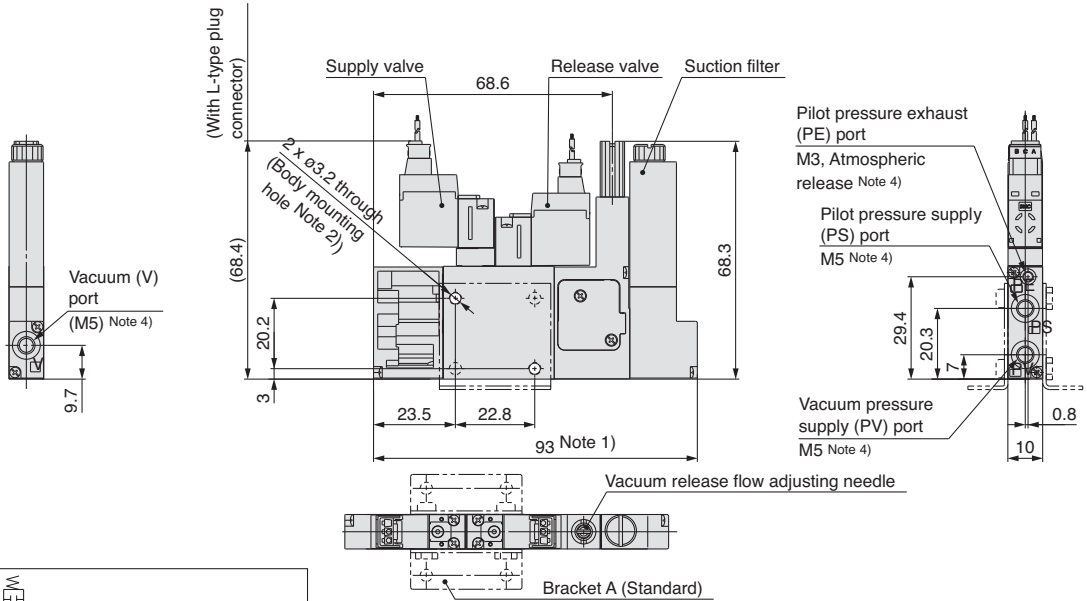 (With L-type plug
connector)
Supply valve
Release valve
Suction filter
68.6
2 x ø3.2 through
(Body mounting
hole Note 2))
(68.4)
68.3
20.2
3
23.5
22.8
93 Note 1)
Vacuum (V)
port
(M5) Note 4)
V
9.7
Pilot pressure exhaust
(PE) port
M3, Atmospheric
release Note 4)
Pilot pressure supply
(PS) port
M5 Note 4)
B C A
SMC
PS
29.4
20.3
7
Vacuum pressure
supply (PV) port
M5 Note 4)
0.8
10
Vacuum release flow adjusting needle
Bracket A (Standard)